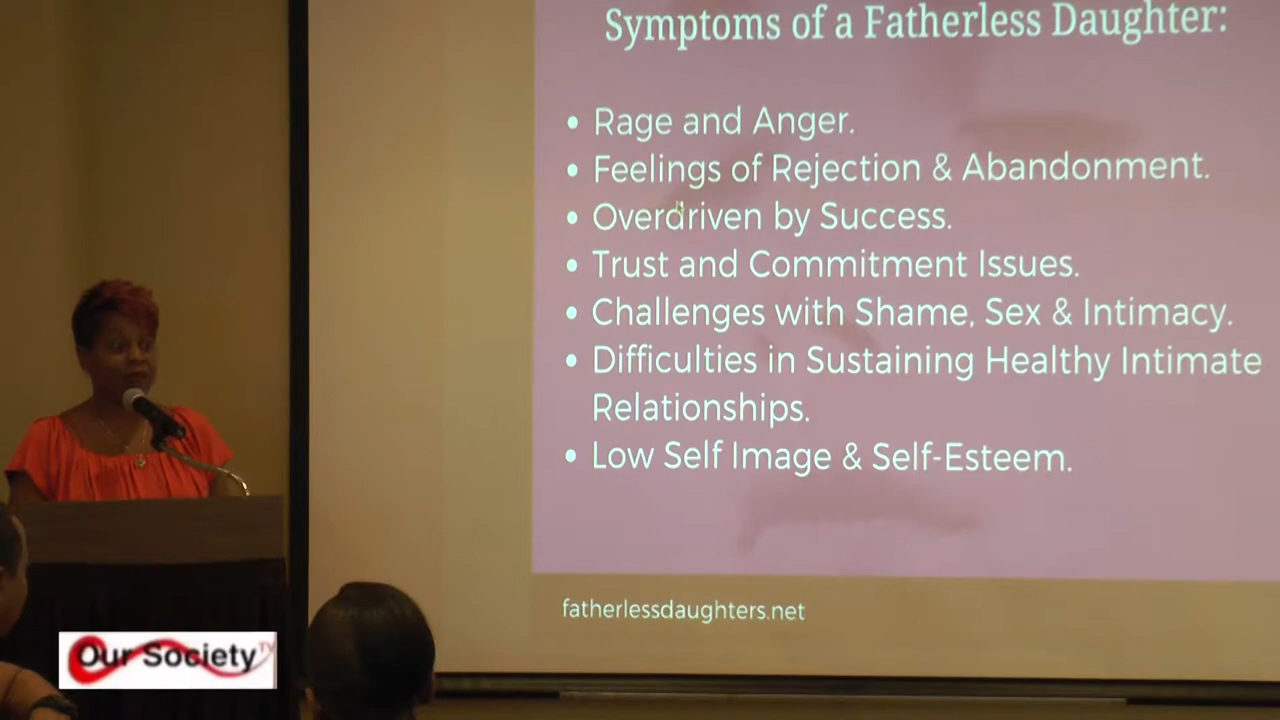 Symptoms of a Fatherless Daughter:
• Rage and Anger.
• Feelings of Rejection & Abandonment.
• Overdriven by Success.
• Trust and Commitment Issues.
• Challenges with Shame, Sex & Intimacy.
• Difficulties in Sustaining Healthy Intimate
Relationships.
• Low Self Image & Self-Esteem.
fatherlessdaughters.net
Our Society TV